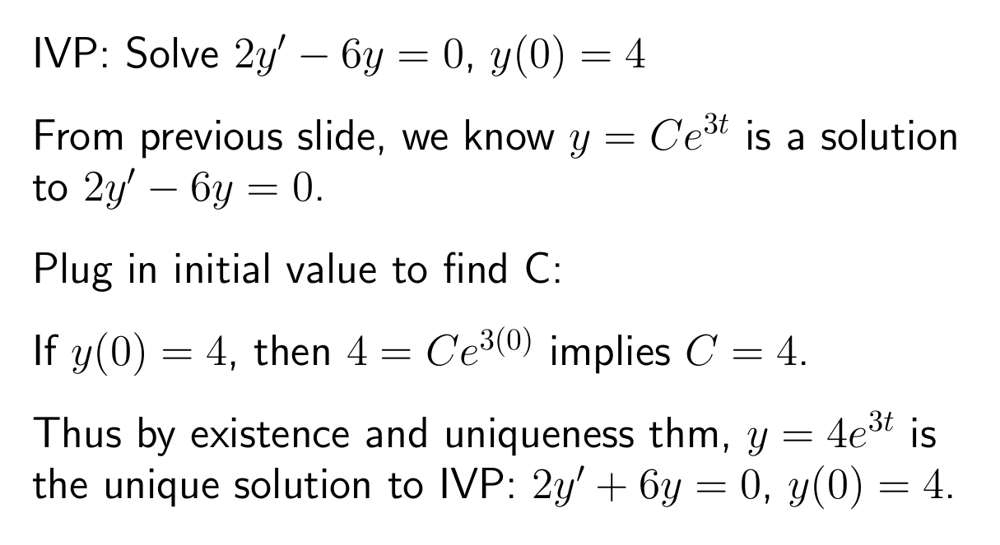 IVP: Solve 2y′ − 6y = 0, y(0) = 4
From previous slide, we know y = Ce^{3t} is a solution
to 2y′ − 6y = 0.
Plug in initial value to find C:
If y(0) = 4, then 4 = Ce^{3(0)} implies C = 4.
Thus by existence and uniqueness thm, y = 4e^{3t} is
the unique solution to IVP: 2y′ + 6y = 0, y(0) = 4.